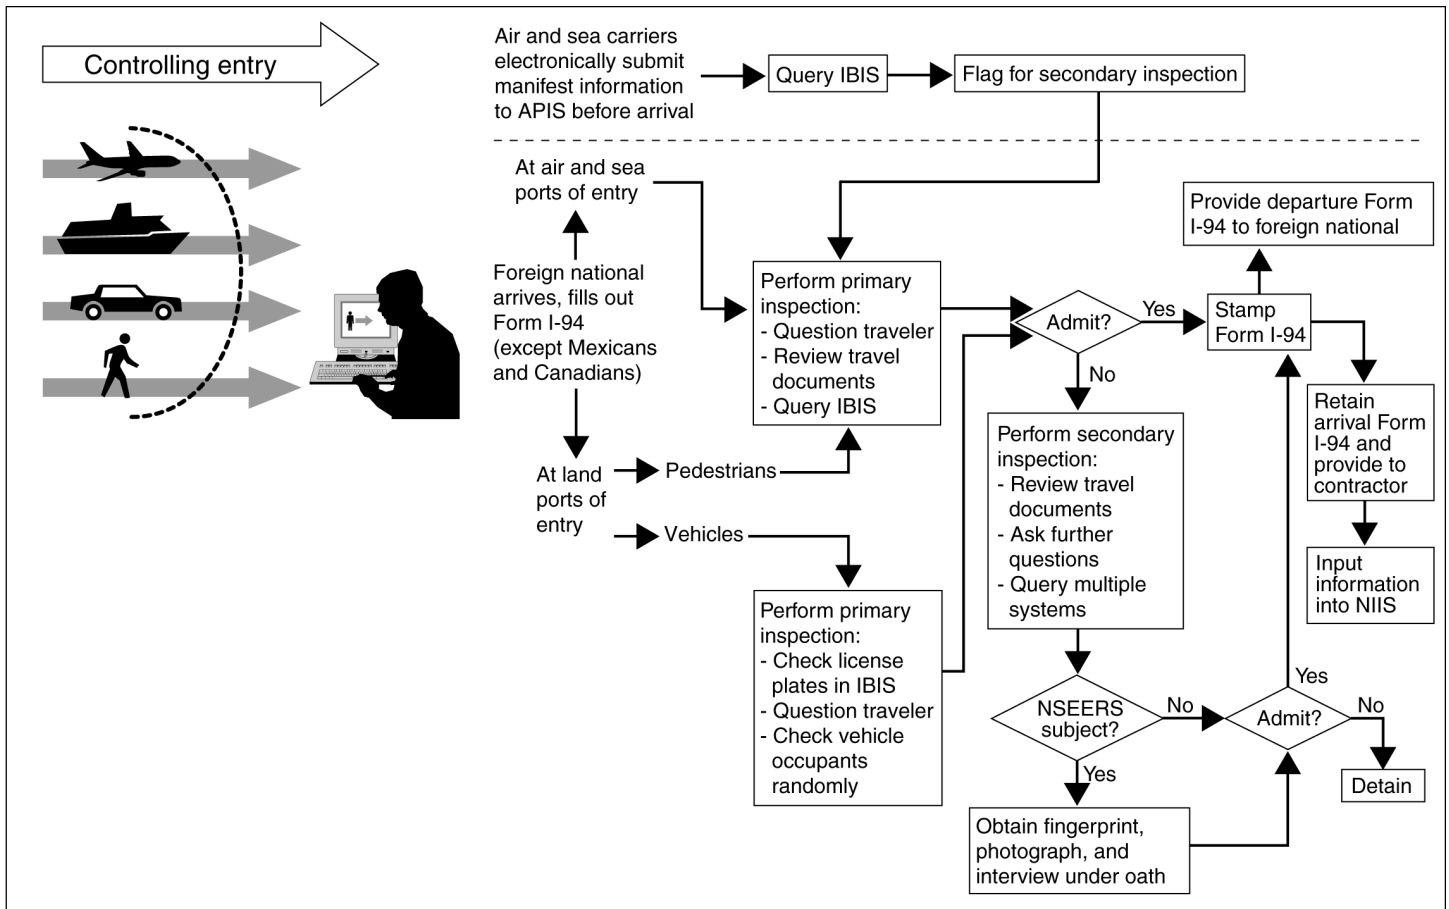 Controlling entry
Air and sea carriers
electronically submit
manifest information
to APIS before arrival
Query IBIS
Flag for secondary inspection
At air and sea
ports of entry
Foreign national
arrives, fills out
Form I-94
(except Mexicans
and Canadians)
At land
ports of
entry
Pedestrians
Vehicles
Perform primary
inspection:
- Question traveler
- Review travel
documents
- Query IBIS
Perform primary
inspection:
- Check license
plates in IBIS
- Question traveler
- Check vehicle
occupants
randomly
Admit?
Yes
No
Provide departure Form
I-94 to foreign national
Stamp
Form I-94
Retain
arrival Form
I-94 and
provide to
contractor
Input
information
into NIIS
Perform secondary
inspection:
- Review travel
documents
- Ask further
questions
- Query multiple
systems
NSEERS
subject?
No
Yes
Obtain fingerprint,
photograph, and
interview under oath
Admit?
Yes
No
Detain